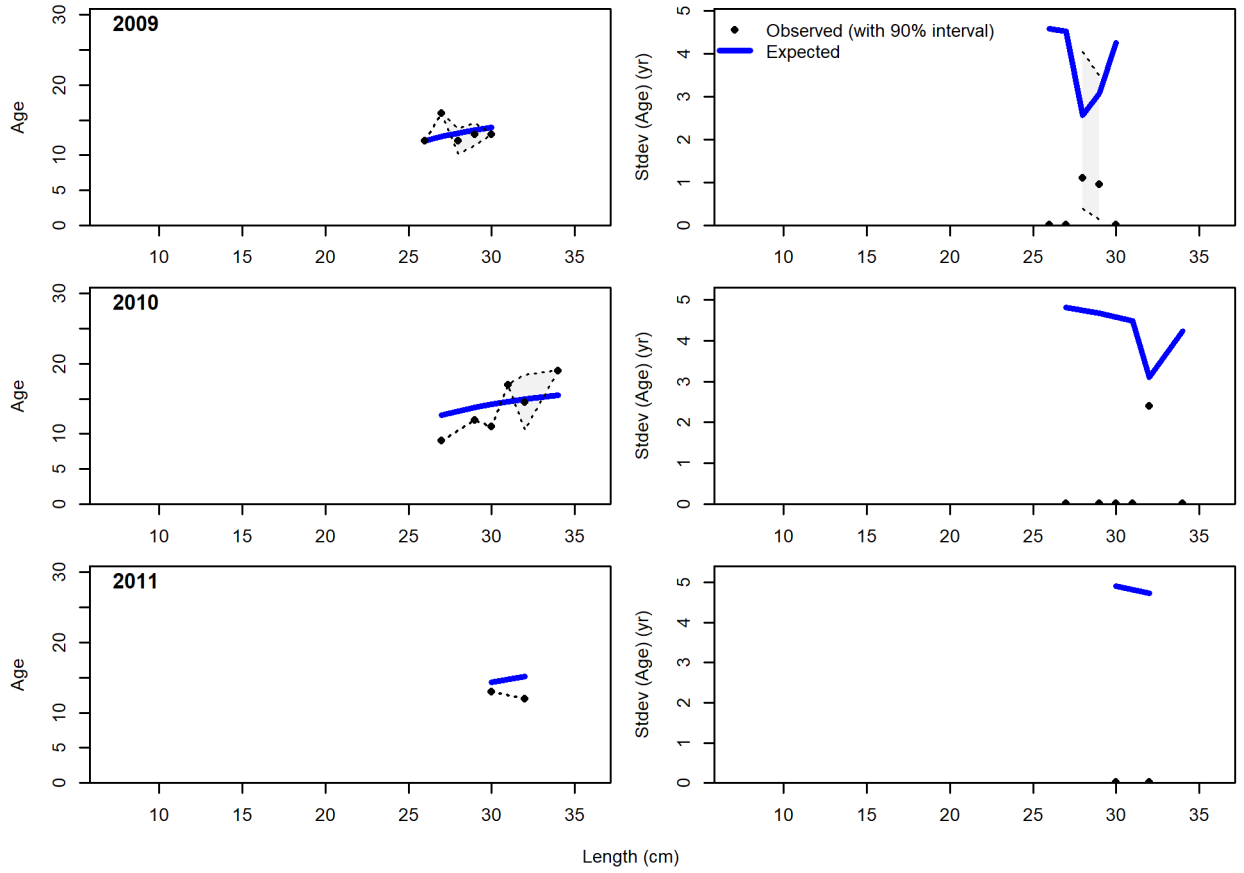 2009
Age
0 5 10 20 30
10 15 20 25 30 35
Observed (with 90% interval)
Expected
Stdev (Age) (yr)
0 1 2 3 4 5
10 15 20 25 30 35
2010
Age
0 5 10 20 30
10 15 20 25 30 35
Stdev (Age) (yr)
0 1 2 3 4 5
10 15 20 25 30 35
2011
Age
0 5 10 20 30
10 15 20 25 30 35
Stdev (Age) (yr)
0 1 2 3 4 5
10 15 20 25 30 35
Length (cm)